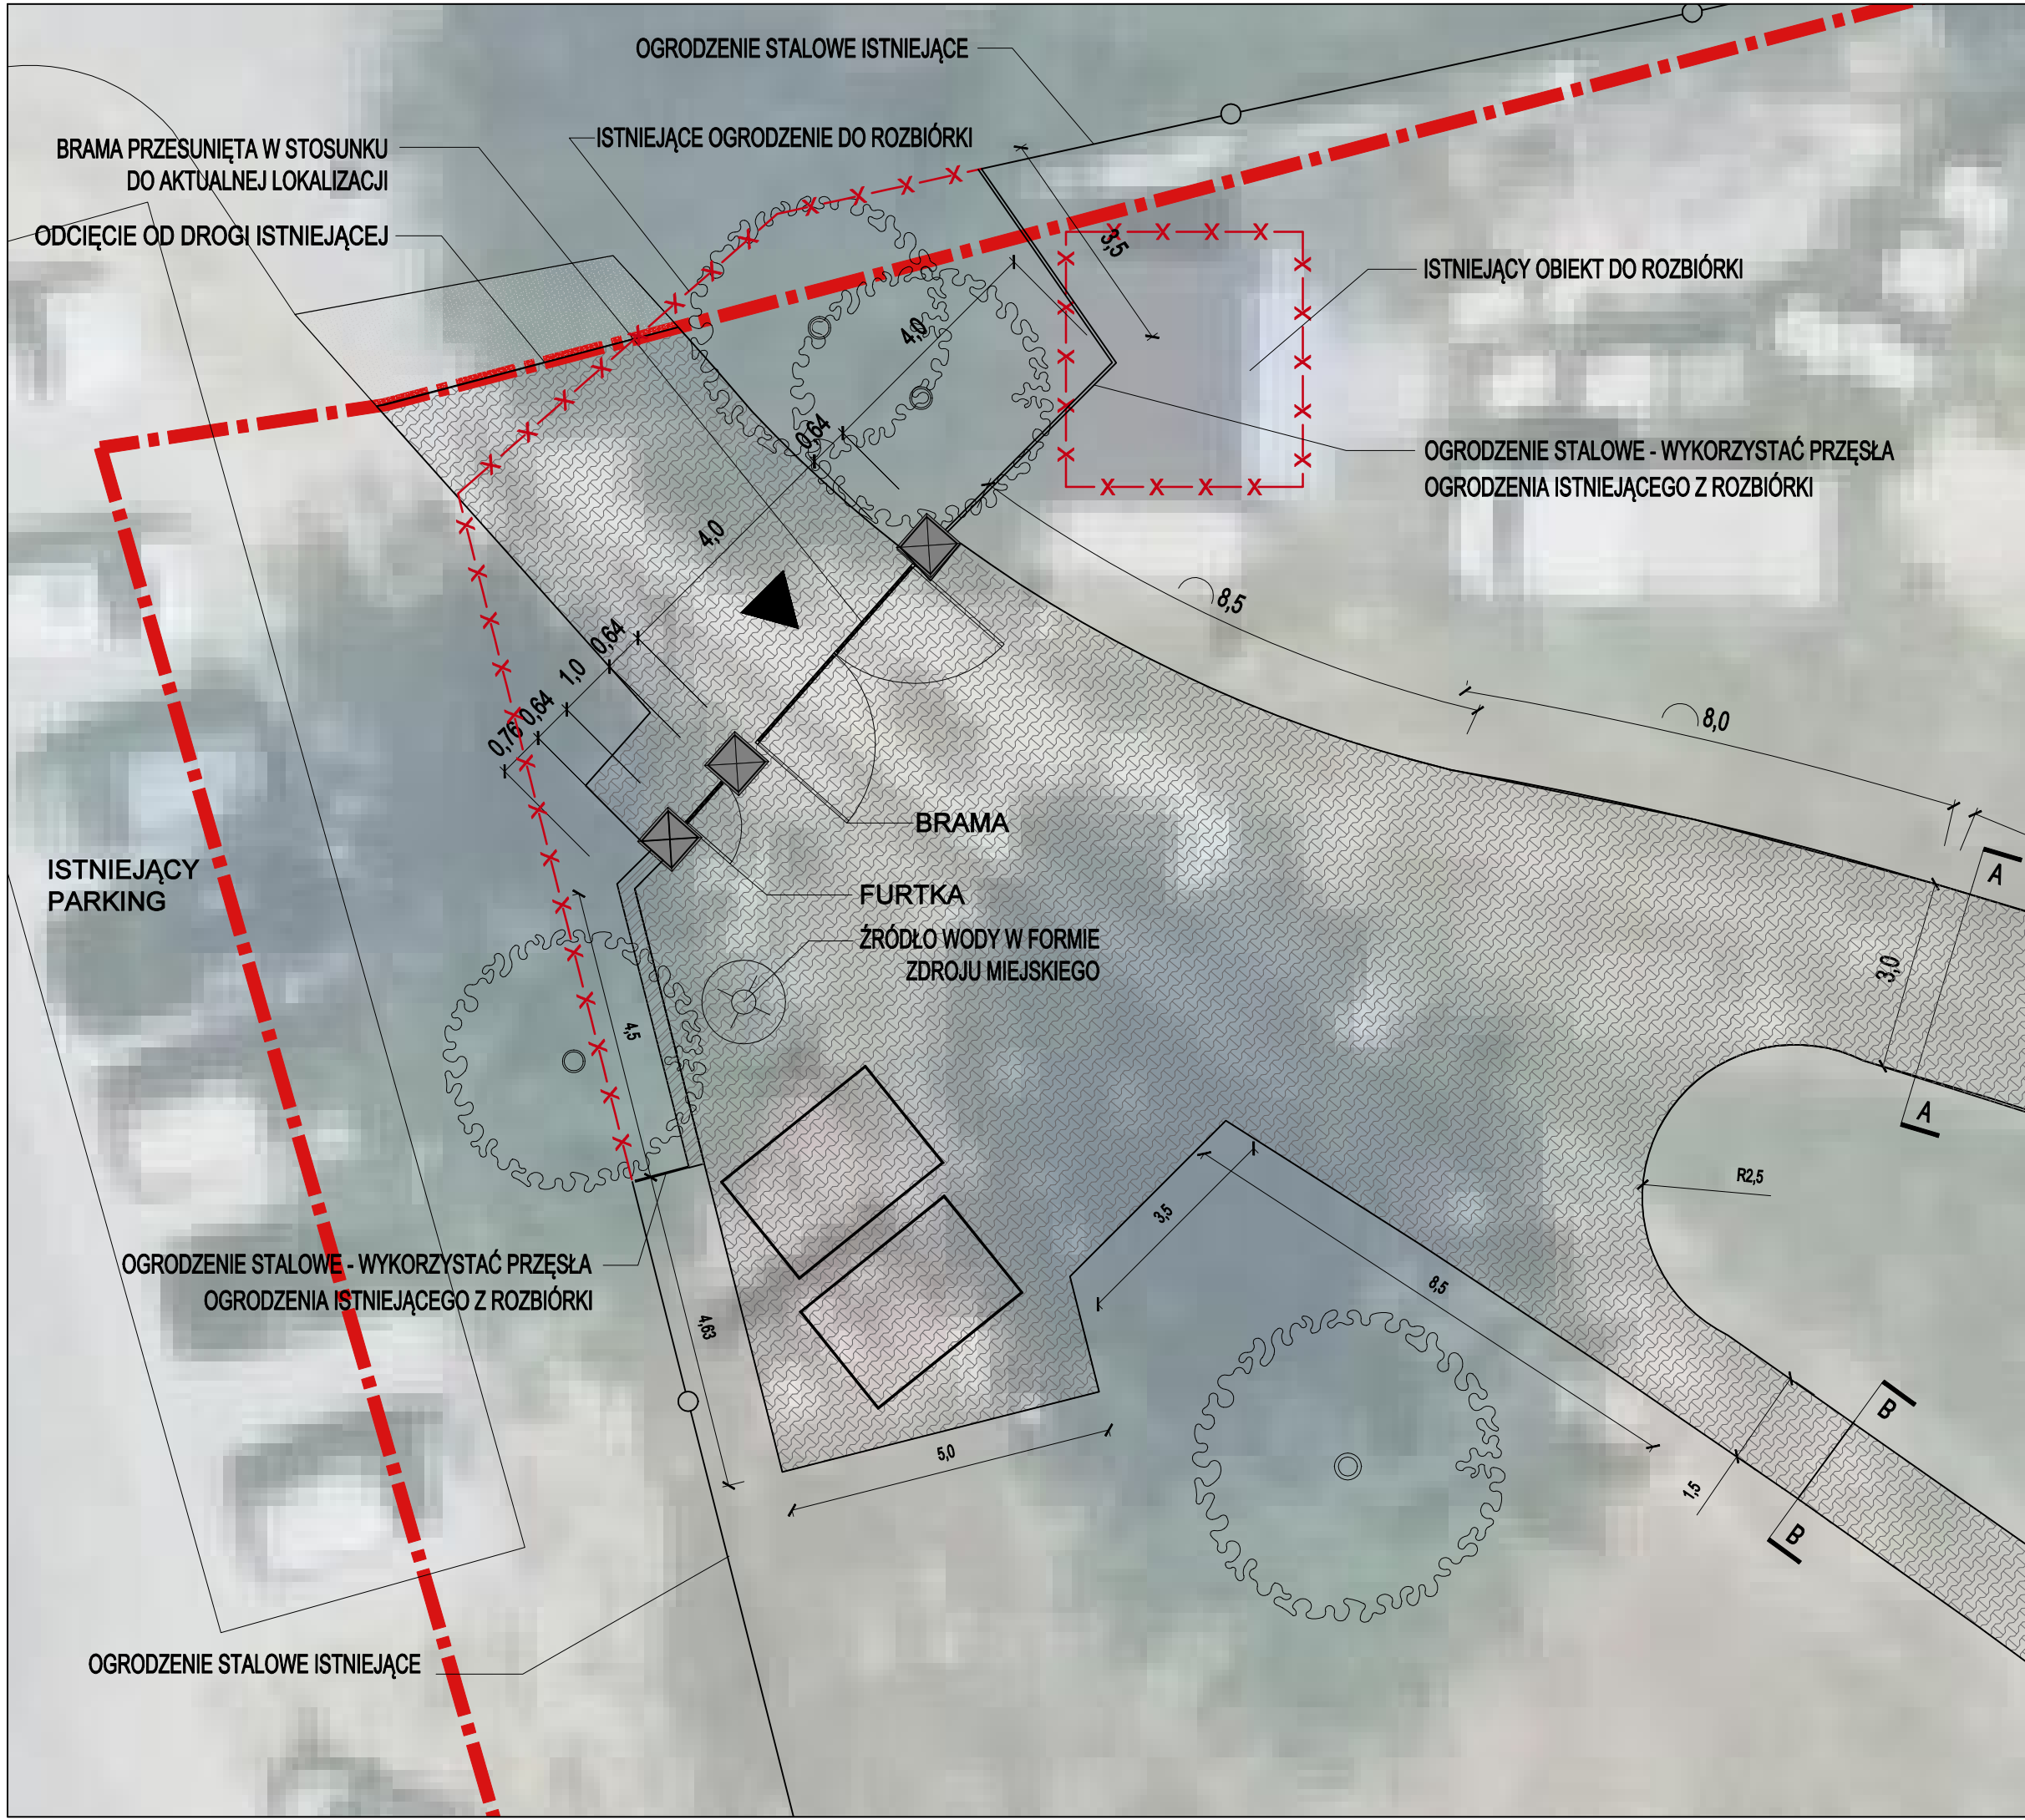 OGRODZENIE STALOWE ISTNIEJĄCE
ISTNIEJĄCE OGRODZENIE DO ROZBIÓRKI
BRAMA PRZESUNIĘTA W STOSUNKU
DO AKTUALNEJ LOKALIZACJI
ODCIĘCIE OD DROGI ISTNIEJĄCEJ
3,5
ISTNIEJĄCY OBIEKT DO ROZBIÓRKI
4,0
0,64
OGRODZENIE STALOWE - WYKORZYSTAĆ PRZĘSŁA
OGRODZENIA ISTNIEJĄCEGO Z ROZBIÓRKI
4,0
8,5
0,64
1,0
0,64
0,76
8,0
BRAMA
ISTNIEJĄCY
PARKING
A
FURTKA
ŹRÓDŁO WODY W FORMIE
ZDROJU MIEJSKIEGO
3,0
4,5
A
R2,5
3,5
OGRODZENIE STALOWE - WYKORZYSTAĆ PRZĘSŁA
OGRODZENIA ISTNIEJĄCEGO Z ROZBIÓRKI
8,5
4,63
B
5,0
1,5
B
OGRODZENIE STALOWE ISTNIEJĄCE